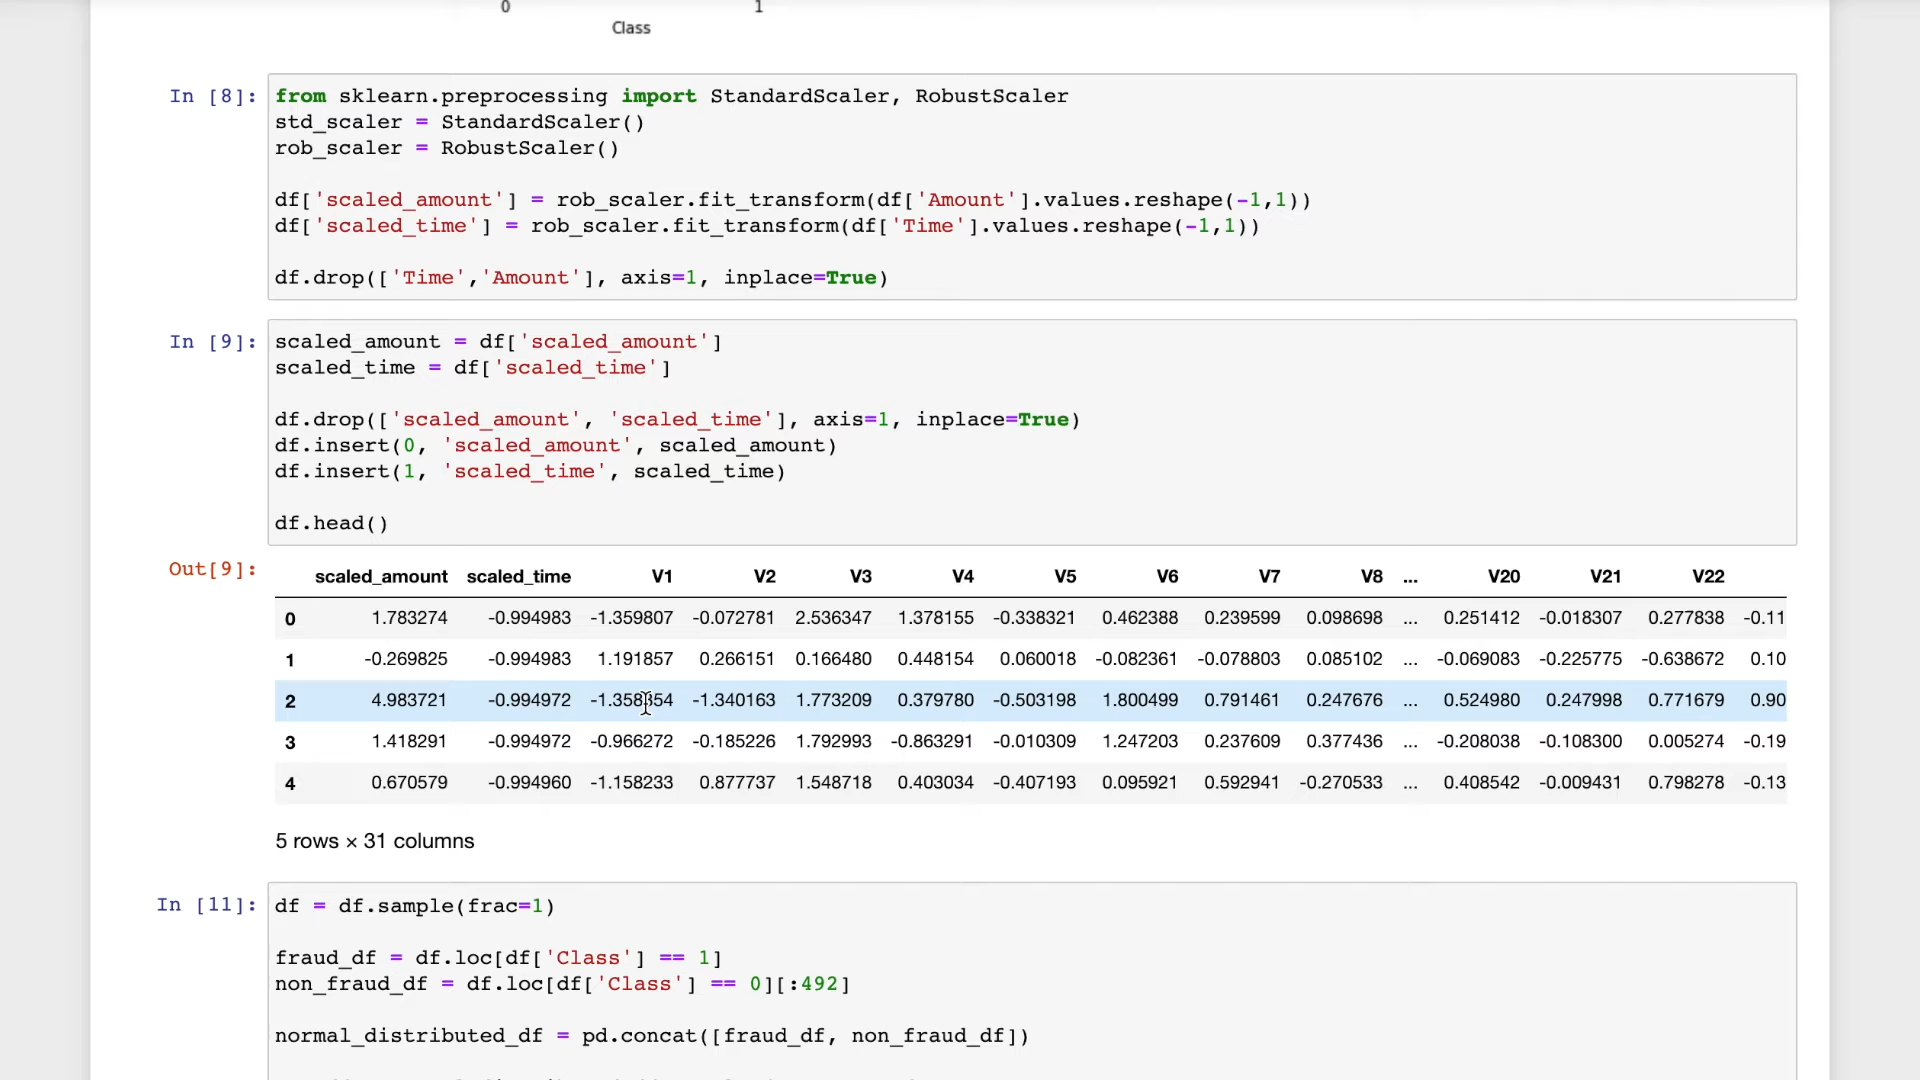 0 1
Class
In [8]: from sklearn.preprocessing import StandardScaler, RobustScaler
std_scaler = StandardScaler()
rob_scaler = RobustScaler()
df['scaled_amount'] = rob_scaler.fit_transform(df['Amount'].values.reshape(-1,1))
df['scaled_time'] = rob_scaler.fit_transform(df['Time'].values.reshape(-1,1))
df.drop(['Time','Amount'], axis=1, inplace=True)
In [9]: scaled_amount = df['scaled_amount']
scaled_time = df['scaled_time']
df.drop(['scaled_amount', 'scaled_time'], axis=1, inplace=True)
df.insert(0, 'scaled_amount', scaled_amount)
df.insert(1, 'scaled_time', scaled_time)
df.head()
Out[9]: scaled_amount scaled_time V1 V2 V3 V4 V5 V6 V7 V8 ... V20 V21 V22
0 1.783274 -0.994983 -1.359807 -0.072781 2.536347 1.378155 -0.338321 0.462388 0.239599 0.098698 ... 0.251412 -0.018307 0.277838 -0.11
1 -0.269825 -0.994983 1.191857 0.266151 0.166480 0.448154 0.060018 -0.082361 -0.078803 0.085102 ... -0.069083 -0.225775 -0.638672 0.10
2 4.983721 -0.994972 -1.358354 -1.340163 1.773209 0.379780 -0.503198 1.800499 0.791461 0.247676 ... 0.524980 0.247998 0.771679 0.90
3 1.418291 -0.994972 -0.966272 -0.185226 1.792993 -0.863291 -0.010309 1.247203 0.237609 0.377436 ... -0.208038 -0.108300 0.005274 -0.19
4 0.670579 -0.994960 -1.158233 0.877737 1.548718 0.403034 -0.407193 0.095921 0.592941 -0.270533 ... 0.408542 -0.009431 0.798278 -0.13
5 rows × 31 columns
In [11]: df = df.sample(frac=1)
fraud_df = df.loc[df['Class'] == 1]
non_fraud_df = df.loc[df['Class'] == 0][:492]
normal_distributed_df = pd.concat([fraud_df, non_fraud_df])